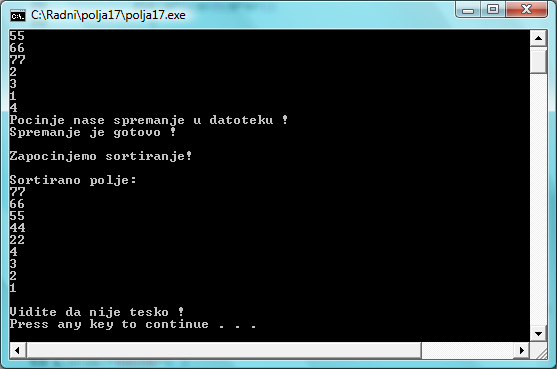 C:\Radni\polja17\polja17.exe
55
66
77
2
3
1
4
Pocinje nase spremanje u datoteku !
Spremanje je gotovo !
Zapocinjemo sortiranje!
Sortirano polje:
77
66
55
44
22
4
3
2
1
Vidite da nije tesko !
Press any key to continue . . .